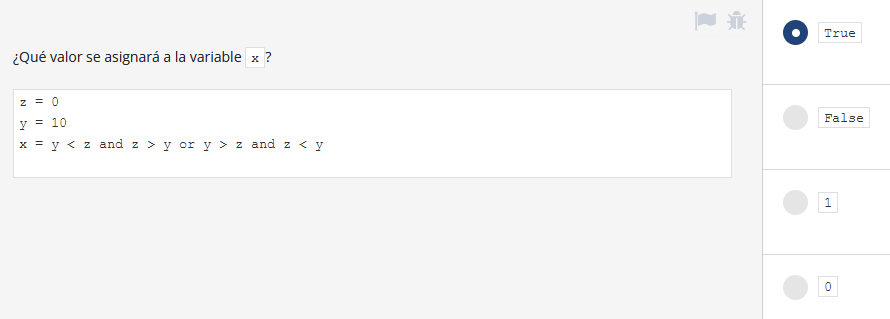 ¿Qué valor se asignará a la variable x?
z = 0
y = 10
x = y < z and z > y or y > z and z < y
True
False
1
0